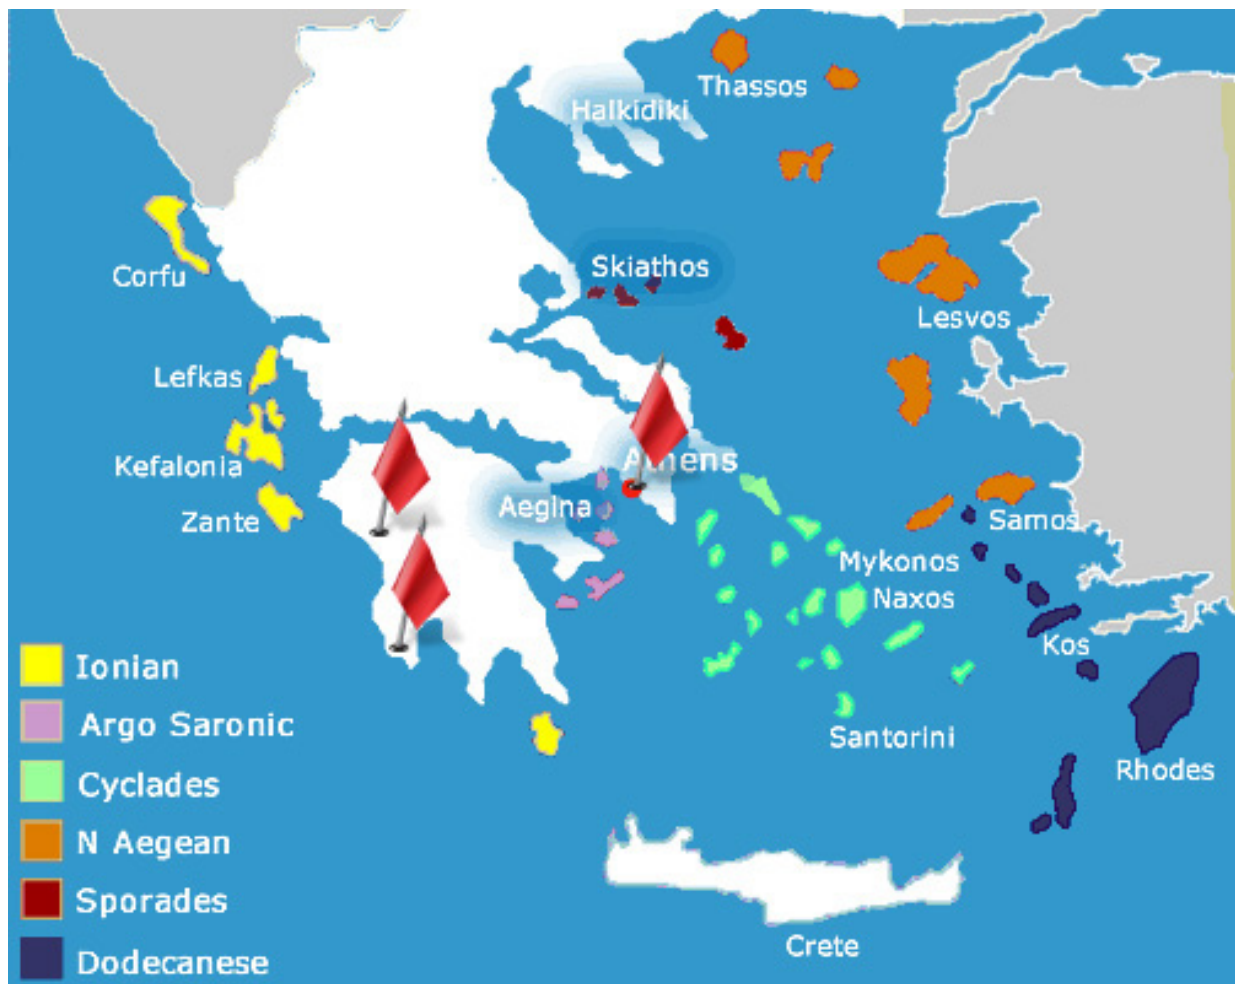 Thassos
Halkidiki
Skiathos
Corfu
Lesvos
Lefkas
Athens
Kefalonia
Aegina
Zante
Samos
Mykonos
Naxos
Kos
Ionian
Argo Saronic
Santorini
Rhodes
Cyclades
N Aegean
Sporades
Crete
Dodecanese